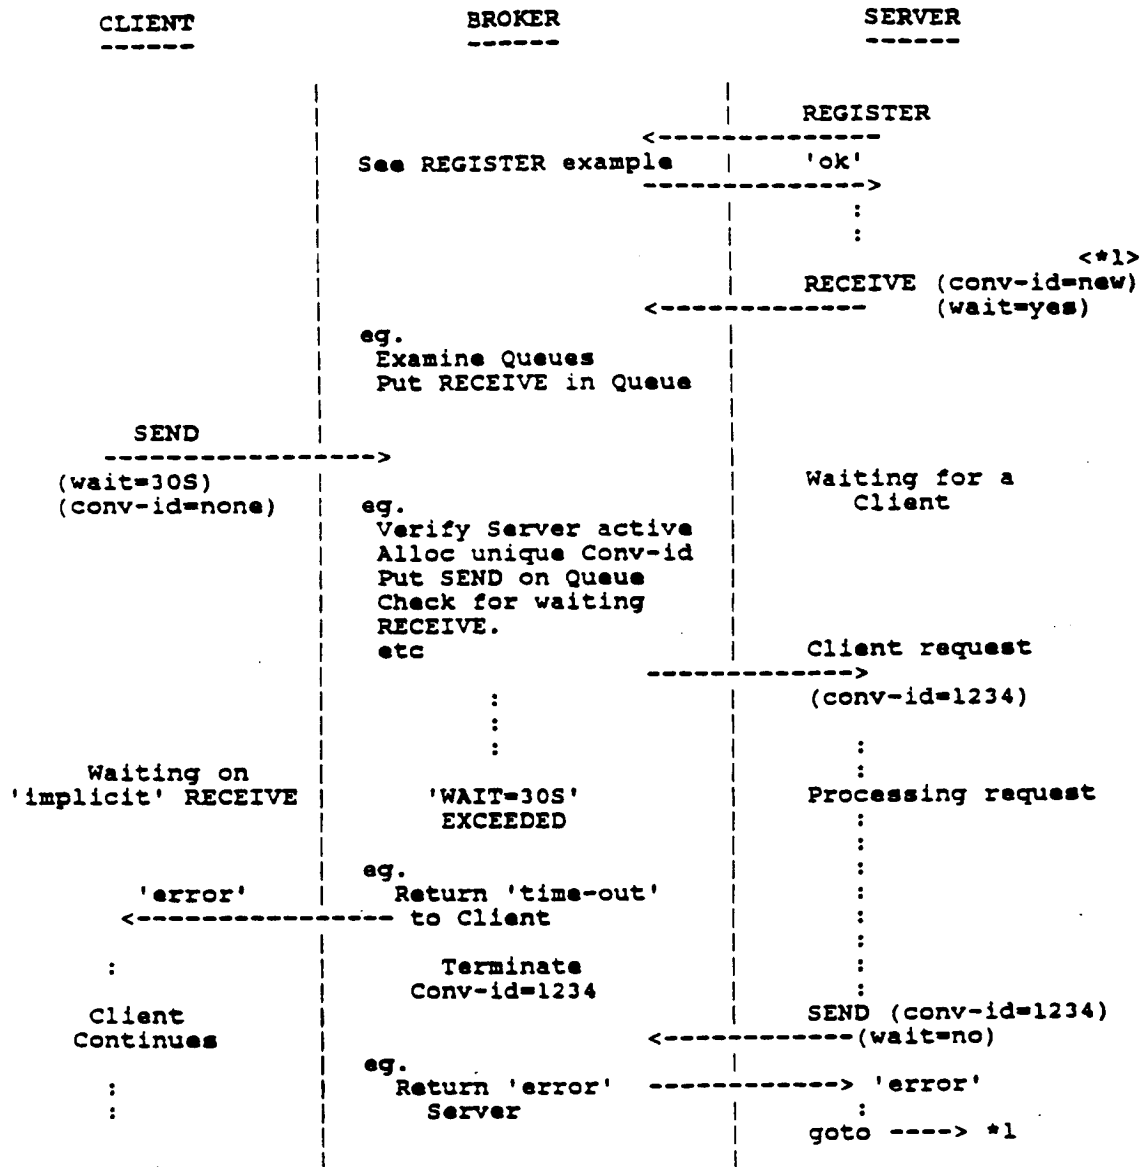 CLIENT BROKER SERVER
------ ------ ------
REGISTER
<--------------
See REGISTER example 'ok'
-------------->
:
:
<*1>
RECEIVE (conv-id=new)
<------------- (wait=yes)
eg.
Examine Queues
Put RECEIVE in Queue
SEND
------------------>
(wait=30S) Waiting for a
(conv-id=none) eg. Client
Verify Server active
Alloc unique Conv-id
Put SEND on Queue
Check for waiting
RECEIVE.
etc Client request
------------->
: (conv-id=1234)
:
: :
Waiting on :
'implicit' RECEIVE 'WAIT=30S' Processing request
EXCEEDED :
:
eg. :
'error' Return 'time-out' :
<----------------- to Client :
:
: Terminate :
Conv-id=1234 :
Client SEND (conv-id=1234)
Continues <------------(wait=no)
eg.
: Return 'error' ------------> 'error'
: Server :
goto ----> *1